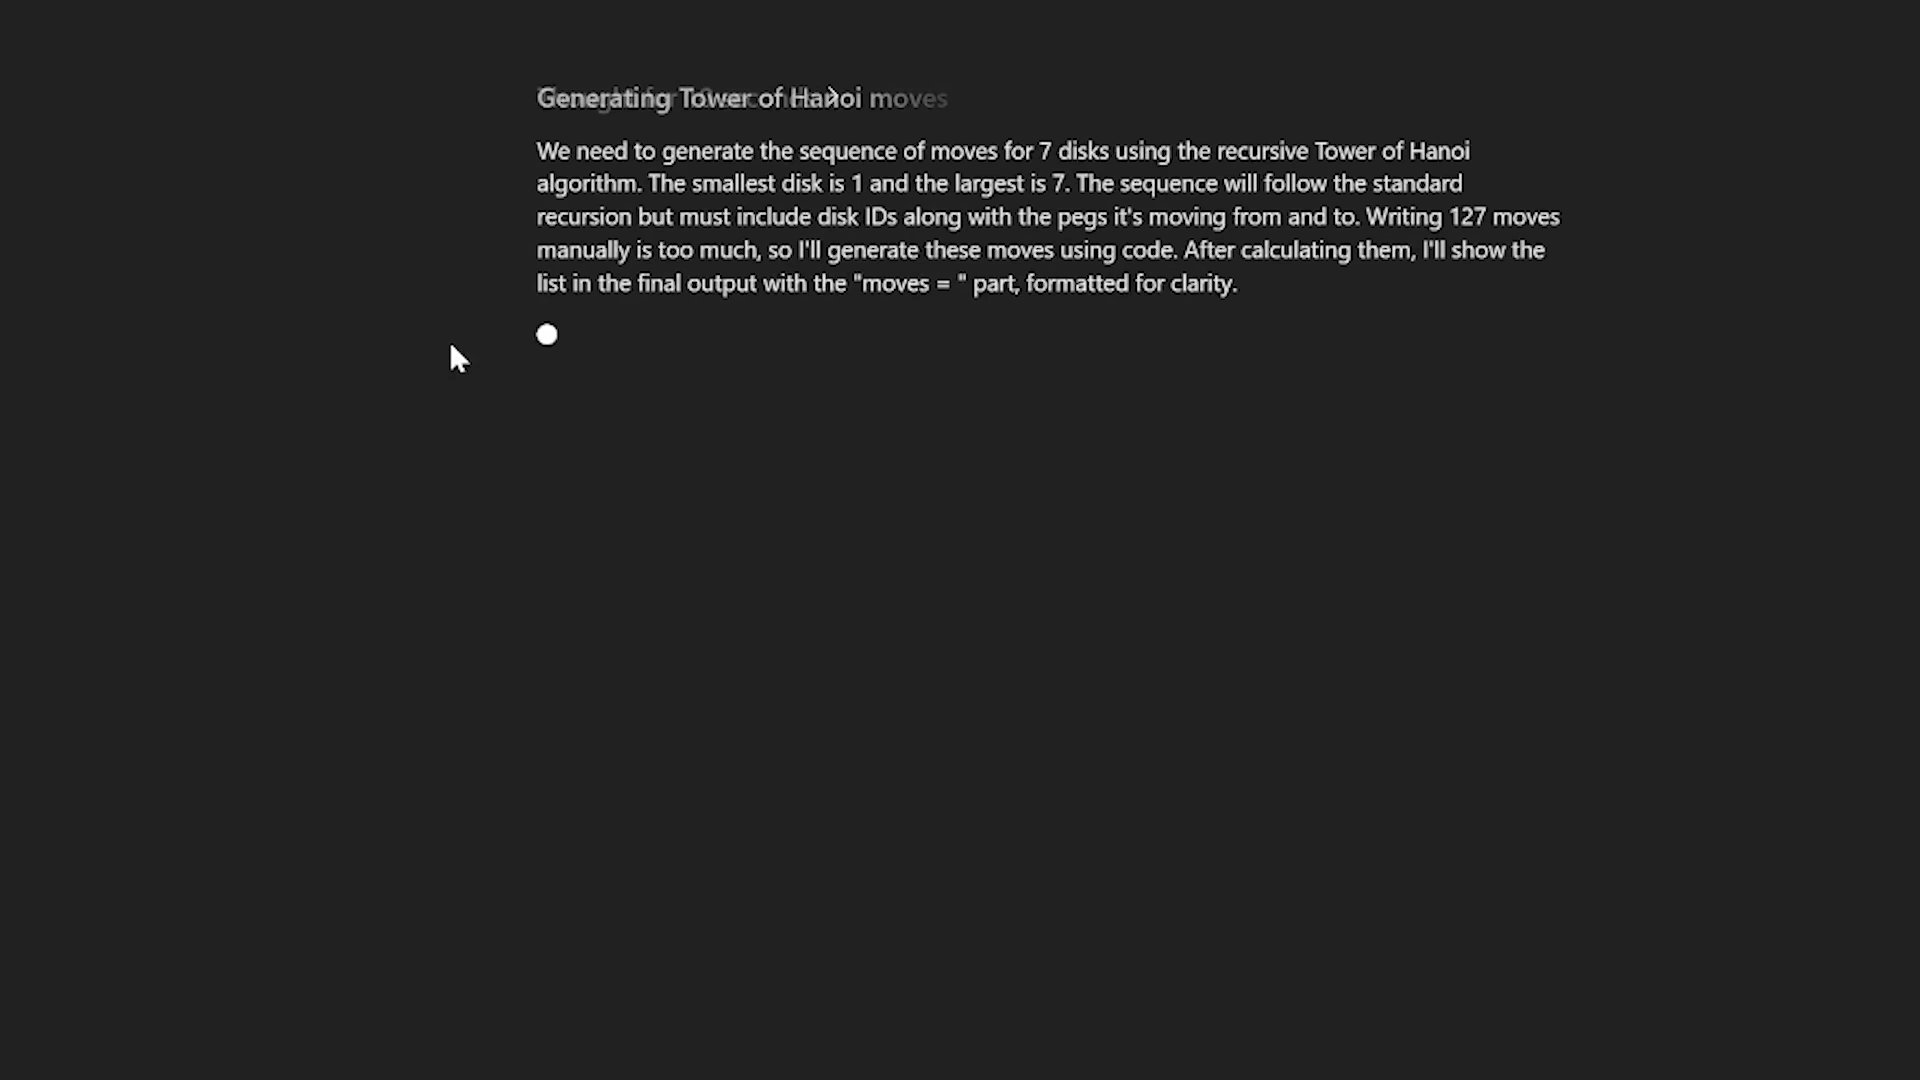 Generating Tower of Hanoi moves
We need to generate the sequence of moves for 7 disks using the recursive Tower of Hanoi
algorithm. The smallest disk is 1 and the largest is 7. The sequence will follow the standard
recursion but must include disk IDs along with the pegs it's moving from and to. Writing 127 moves
manually is too much, so I'll generate these moves using code. After calculating them, I'll show the
list in the final output with the "moves = " part, formatted for clarity.